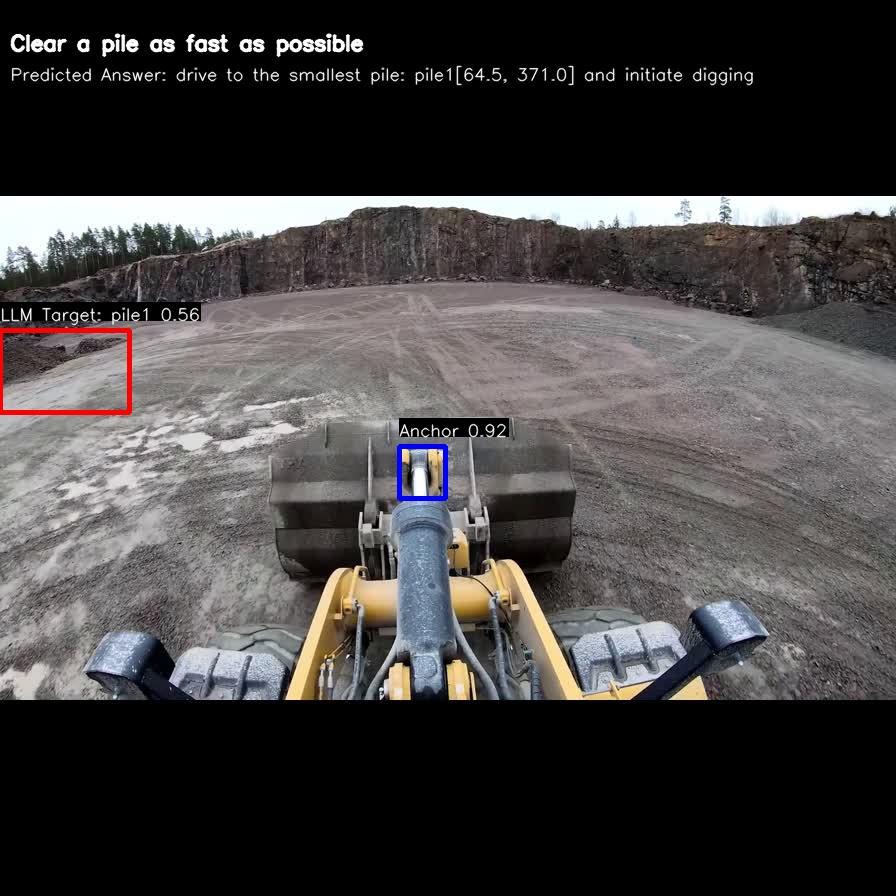 Clear a pile as fast as possible
Predicted Answer: drive to the smallest pile: pile1[64.5, 371.0] and initiate digging
LLM Target: pile1 0.56
Anchor 0.92